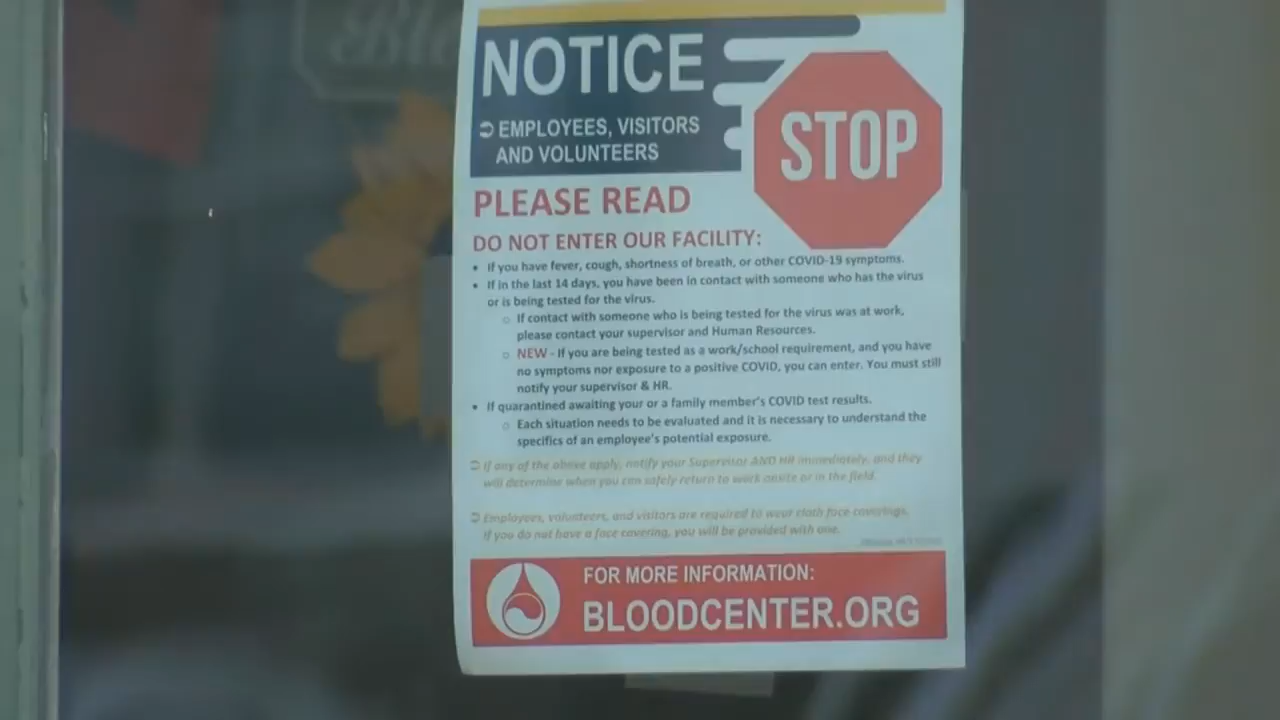 Blo
NOTICE
EMPLOYEES, VISITORS
AND VOLUNTEERS
STOP
PLEASE READ
DO NOT ENTER OUR FACILITY:
• If you have fever, cough, shortness of breath, or other COVID-19 symptoms.
• If in the last 14 days, you have been in contact with someone who has the virus
or is being tested for the virus.
○ If contact with someone who is being tested for the virus was at work,
please contact your supervisor and Human Resources.
○ NEW - If you are being tested as a work/school requirement, and you have
no symptoms nor exposure to a positive COVID, you can enter. You must still
notify your supervisor & HR.
• If quarantined awaiting your or a family member's COVID test results.
○ Each situation needs to be evaluated and it is necessary to understand the
specifics of an employee's potential exposure.
If any of the above apply, notify your Supervisor AND HR immediately, and they
will determine when you can safely return to work onsite or in the field.
Employees, volunteers, and visitors are required to wear cloth face coverings.
If you do not have a face covering, you will be provided with one.
FOR MORE INFORMATION:
BLOODCENTER.ORG